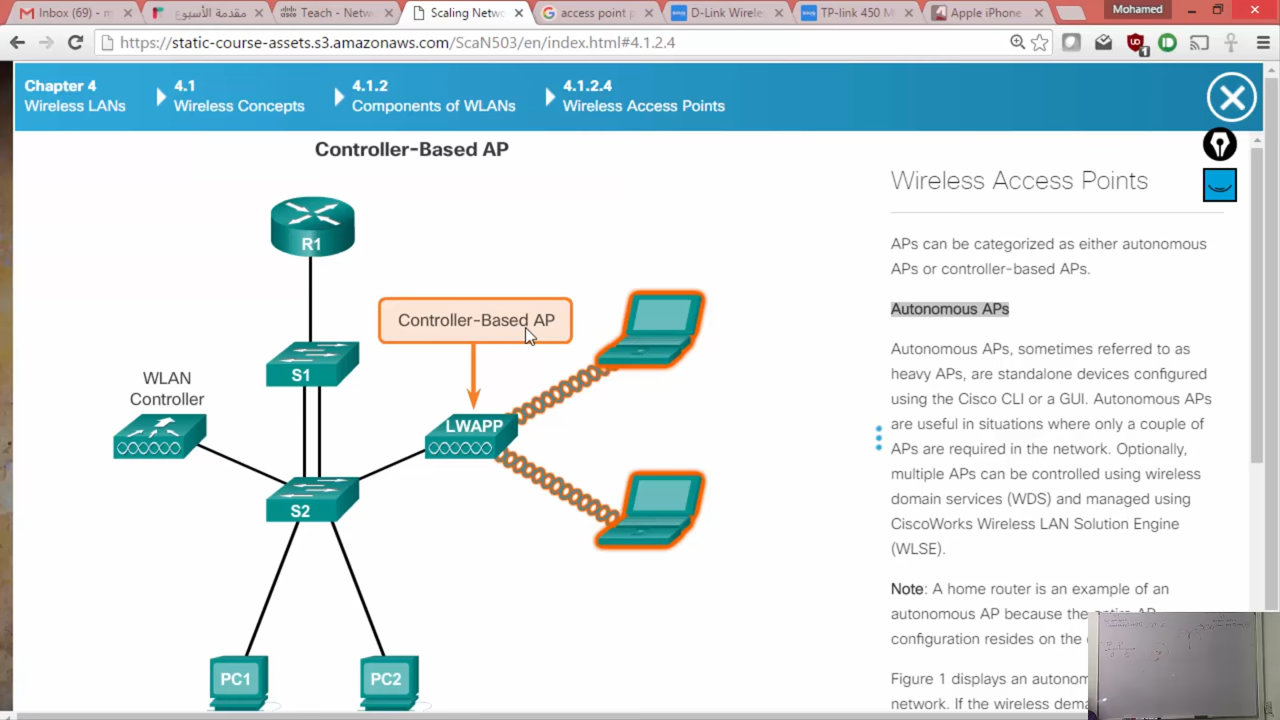 Inbox (69) - m
مقدمة الأسبوع
Teach - Netw
Scaling Netwo
access point p
D-Link Wirele
TP-link 450 M
Apple iPhone
Mohamed
https://static-course-assets.s3.amazonaws.com/ScaN503/en/index.html#4.1.2.4
1
Chapter 4
Wireless LANs
4.1
Wireless Concepts
4.1.2
Components of WLANs
4.1.2.4
Wireless Access Points
Controller-Based AP
R1
Controller-Based AP
S1
WLAN
Controller
LWAPP
S2
PC1
PC2
Wireless Access Points
APs can be categorized as either autonomous
APs or controller-based APs.
Autonomous APs
Autonomous APs, sometimes referred to as
heavy APs, are standalone devices configured
using the Cisco CLI or a GUI. Autonomous APs
are useful in situations where only a couple of
APs are required in the network. Optionally,
multiple APs can be controlled using wireless
domain services (WDS) and managed using
CiscoWorks Wireless LAN Solution Engine
(WLSE).
Note: A home router is an example of an
autonomous AP because the entire AP
configuration resides on the
Figure 1 displays an autonom
network. If the wireless dema